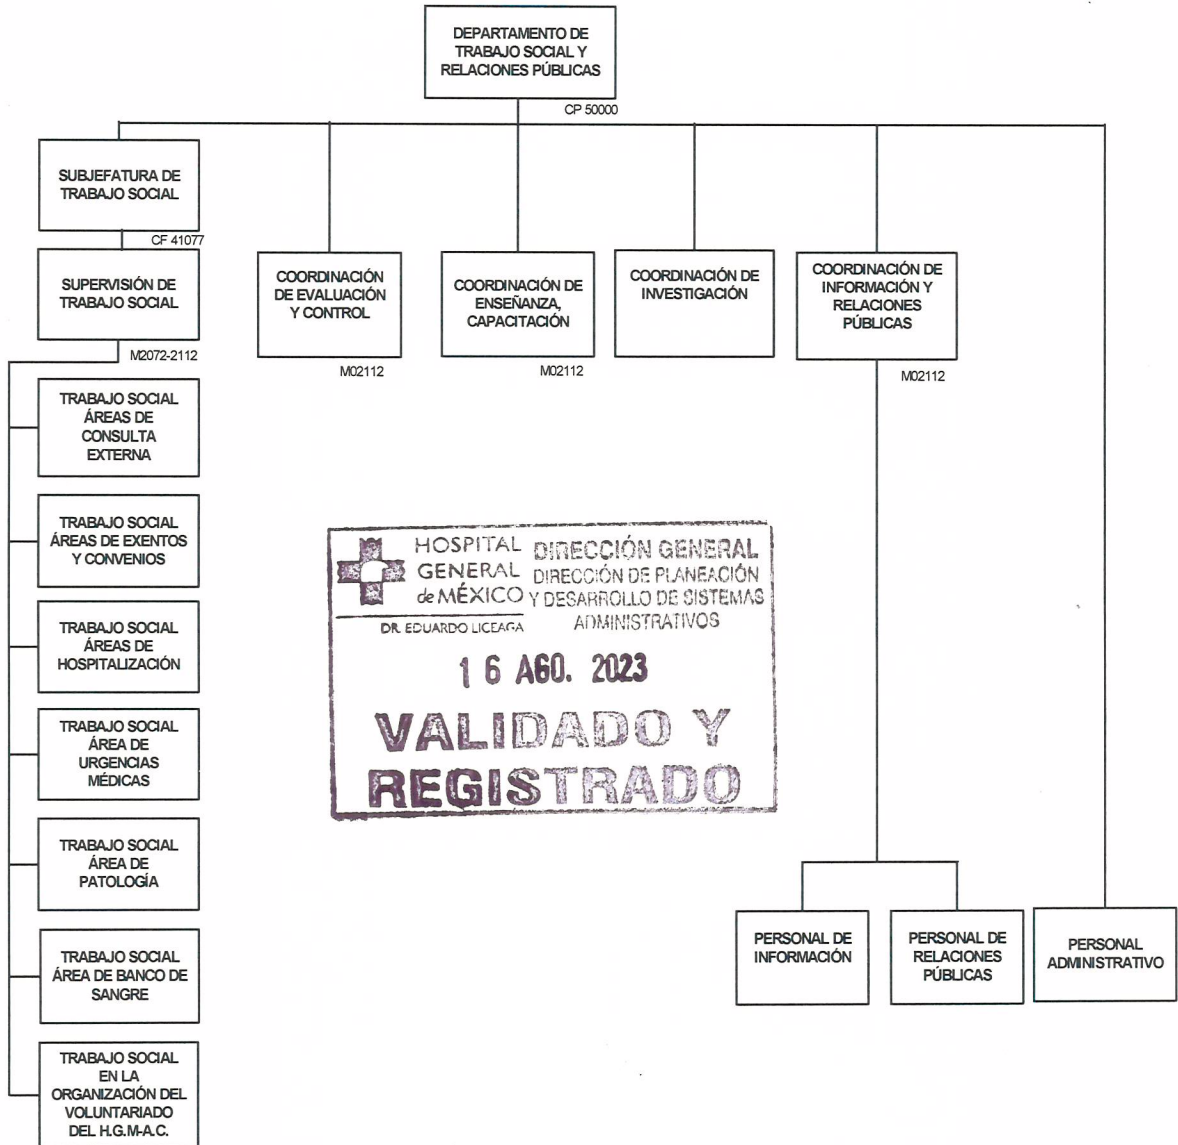 DEPARTAMENTO DE
TRABAJO SOCIAL Y
RELACIONES PÚBLICAS
CP 50000
SUBJEFATURA DE
TRABAJO SOCIAL
CF 41077
SUPERVISIÓN DE
TRABAJO SOCIAL
M2072-2112
COORDINACIÓN
DE EVALUACIÓN
Y CONTROL
M02112
COORDINACIÓN DE
ENSEÑANZA,
CAPACITACIÓN
M02112
COORDINACIÓN DE
INVESTIGACIÓN
COORDINACIÓN DE
INFORMACIÓN Y
RELACIONES
PÚBLICAS
M02112
TRABAJO SOCIAL
ÁREAS DE
CONSULTA
EXTERNA
TRABAJO SOCIAL
ÁREAS DE EXENTOS
Y CONVENIOS
TRABAJO SOCIAL
ÁREAS DE
HOSPITALIZACIÓN
TRABAJO SOCIAL
ÁREA DE
URGENCIAS
MÉDICAS
TRABAJO SOCIAL
ÁREA DE
PATOLOGÍA
TRABAJO SOCIAL
ÁREA DE BANCO DE
SANGRE
TRABAJO SOCIAL
EN LA
ORGANIZACIÓN DEL
VOLUNTARIADO
DEL H.G.M-A.C.
HOSPITAL
GENERAL
de MÉXICO
DR. EDUARDO LICEAGA
DIRECCIÓN GENERAL
DIRECCIÓN DE PLANEACIÓN
Y DESARROLLO DE SISTEMAS
ADMINISTRATIVOS
16 AGO. 2023
VALIDADO Y
REGISTRADO
PERSONAL DE
INFORMACIÓN
PERSONAL DE
RELACIONES
PÚBLICAS
PERSONAL
ADMINISTRATIVO